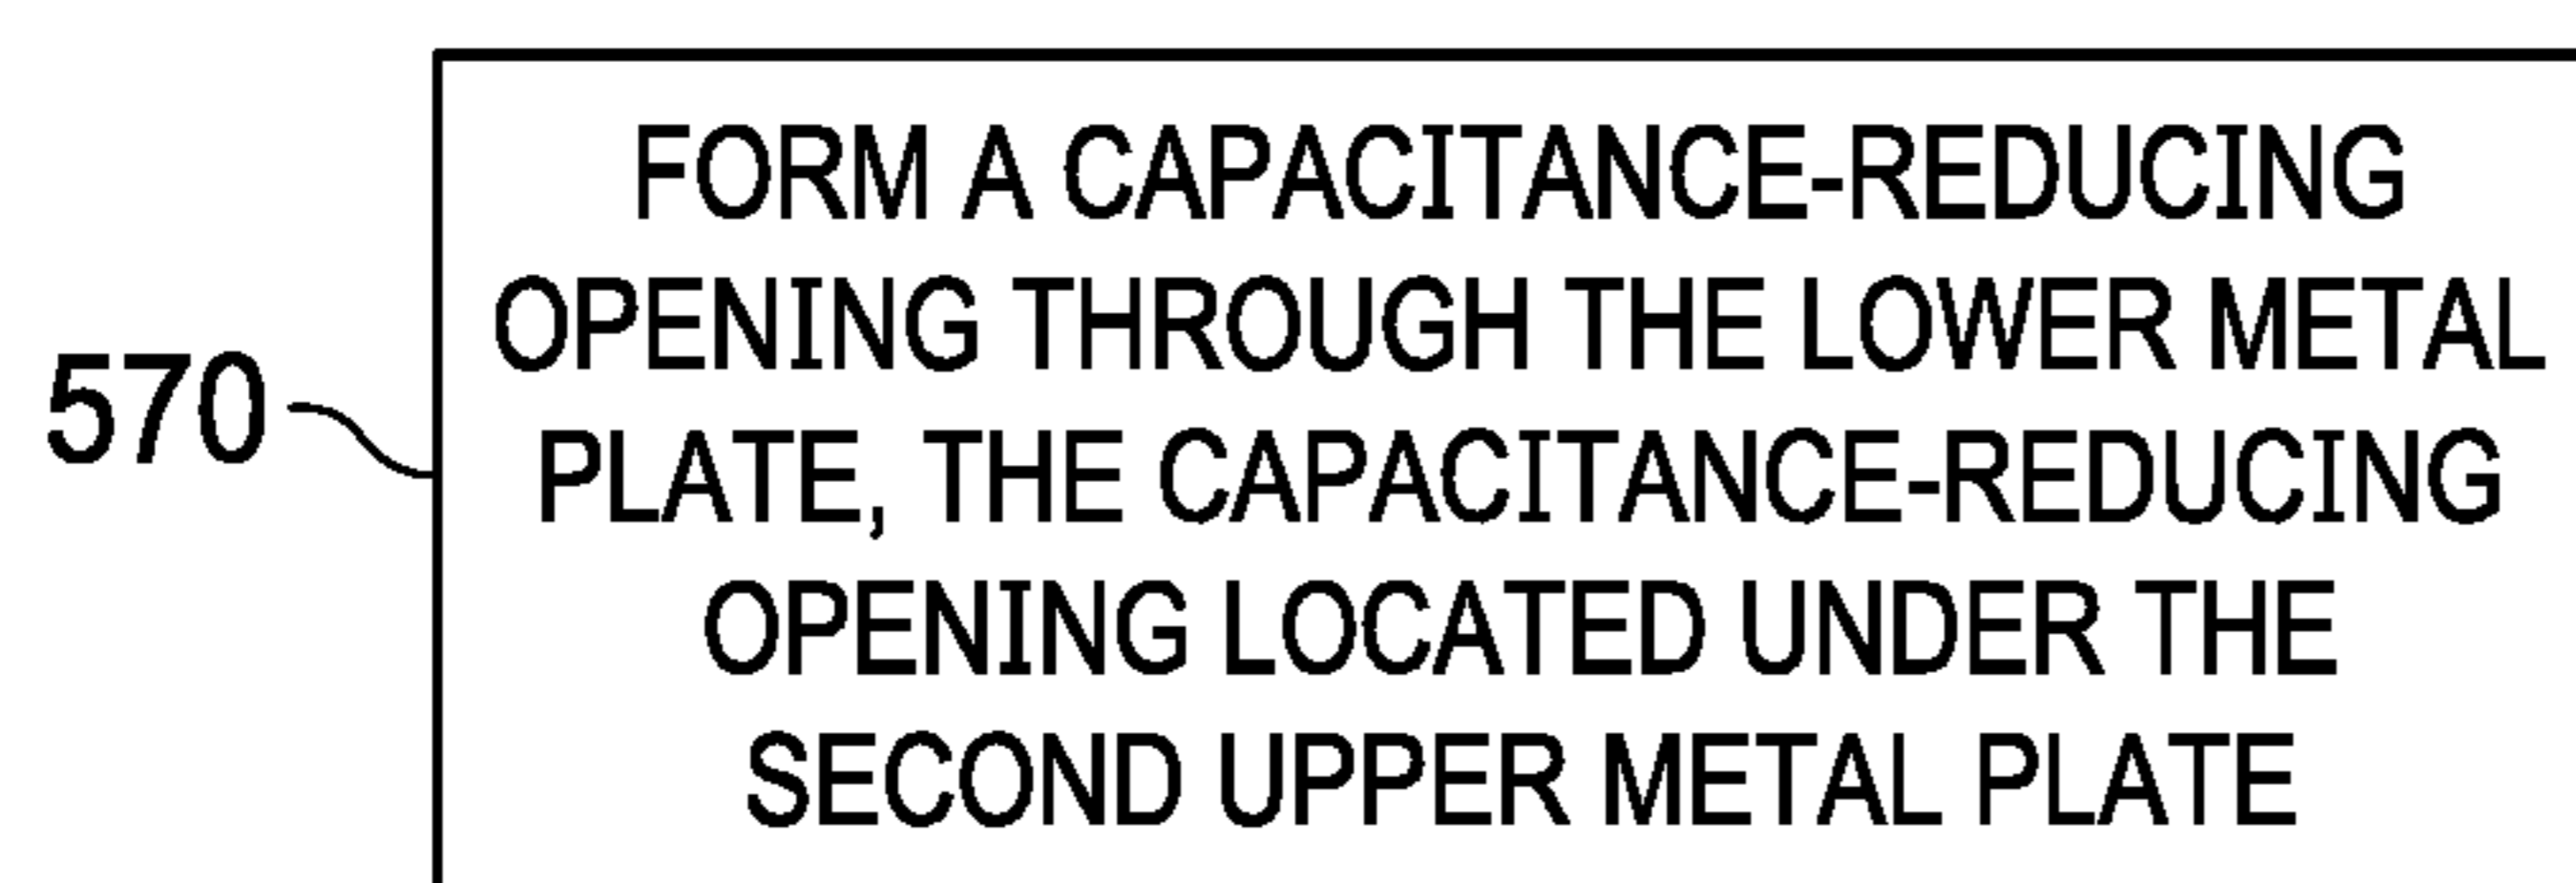 FORM A CAPACITANCE-REDUCING
OPENING THROUGH THE LOWER METAL
570
PLATE, THE CAPACITANCE-REDUCING
OPENING LOCATED UNDER THE
SECOND UPPER METAL PLATE